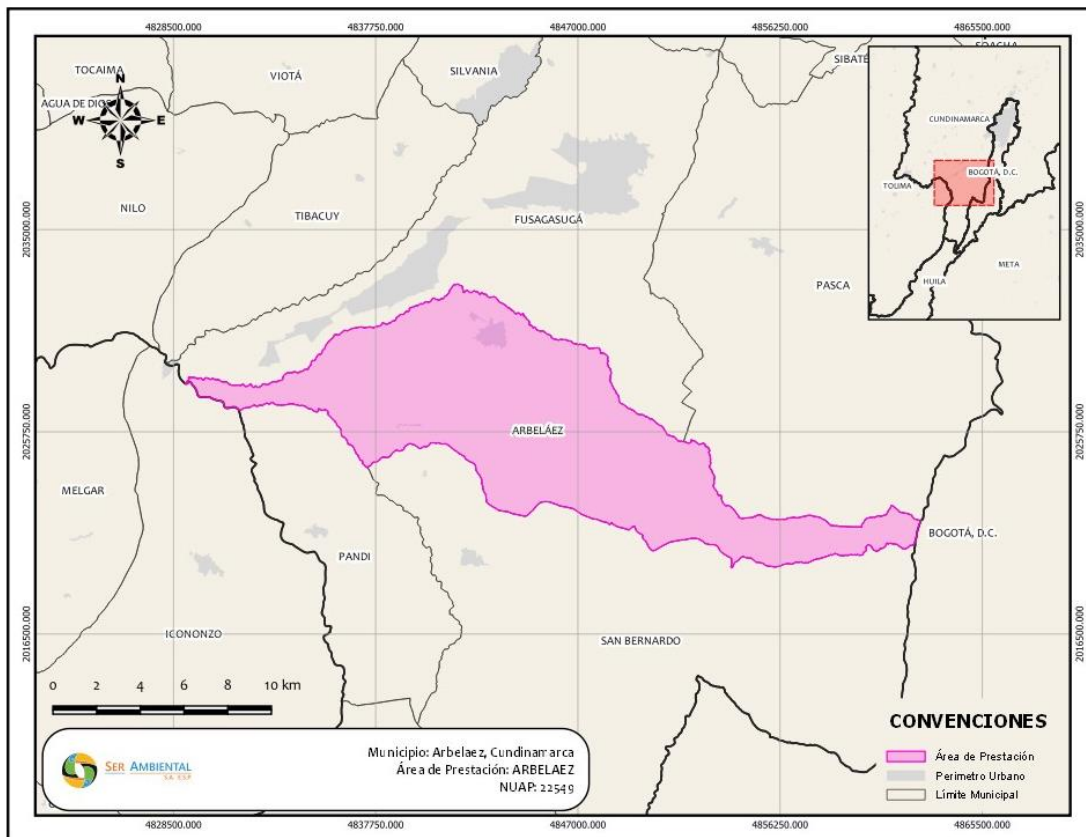 4828500.000
4837750.000
4847000.000
4856250.000
4865500.000
TOCAIMA
VIOTÁ
SILVANIA
SIBATÉ
SOACHA
AGUA DE DIOS
N
W
E
S
NILO
TIBACUY
FUSAGASUGÁ
PASCA
CUNDINAMARCA
BOGOTÁ, D.C.
TOLIMA
META
HUILA
2035000.000
2035000.000
ARBELÁEZ
2025750.000
2025750.000
MELGAR
PANDI
BOGOTÁ, D.C.
ICONONZO
SAN BERNARDO
2016500.000
2016500.000
0 2 4 6 8 10 km
SER AMBIENTAL
S.A. E.S.P
Municipio: Arbelaez, Cundinamarca
Área de Prestación: ARBELAEZ
NUAP: 22549
CONVENCIONES
Área de Prestación
Perimetro Urbano
Límite Municipal
4828500.000
4837750.000
4847000.000
4856250.000
4865500.000